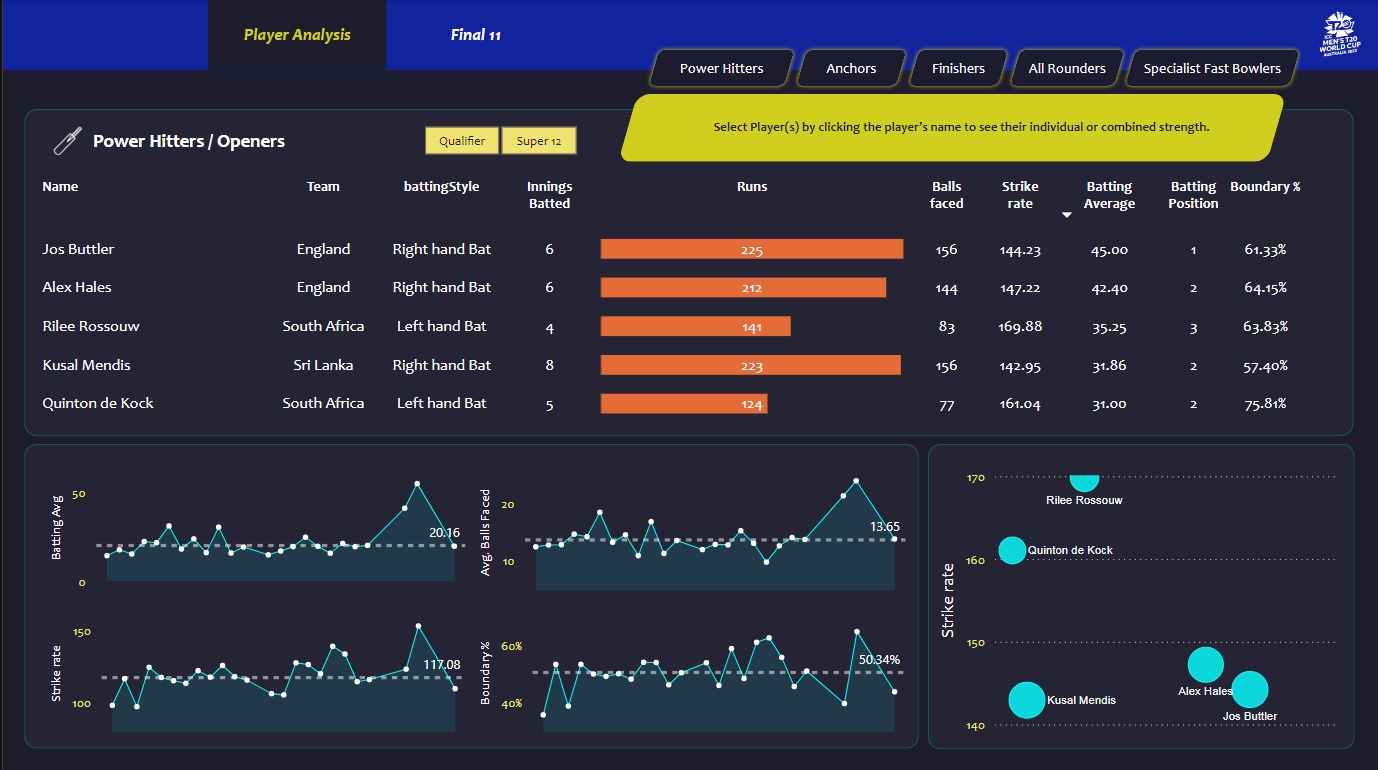 Player Analysis
Final 11
ICC
MEN'S T20
WORLD CUP
AUSTRALIA 2022
Power Hitters
Anchors
Finishers
All Rounders
Specialist Fast Bowlers
Select Player(s) by clicking the player's name to see their individual or combined strength.
Power Hitters / Openers
Qualifier
Super 12
Name Team battingStyle Innings Batted Runs Balls faced Strike rate Batting Average Batting Position Boundary %
Jos Buttler England Right hand Bat 6 225 156 144.23 45.00 1 61.33%
Alex Hales England Right hand Bat 6 212 144 147.22 42.40 2 64.15%
Rilee Rossouw South Africa Left hand Bat 4 141 83 169.88 35.25 3 63.83%
Kusal Mendis Sri Lanka Right hand Bat 8 223 156 142.95 31.86 2 57.40%
Quinton de Kock South Africa Left hand Bat 5 124 77 161.04 31.00 2 75.81%
Batting Avg
50
0
20.16
Avg. Balls Faced
20
10
13.65
Strike rate
150
100
117.08
Boundary %
60%
40%
50.34%
Strike rate
170
160
150
140
Rilee Rossouw
Quinton de Kock
Alex Hales
Kusal Mendis
Jos Buttler